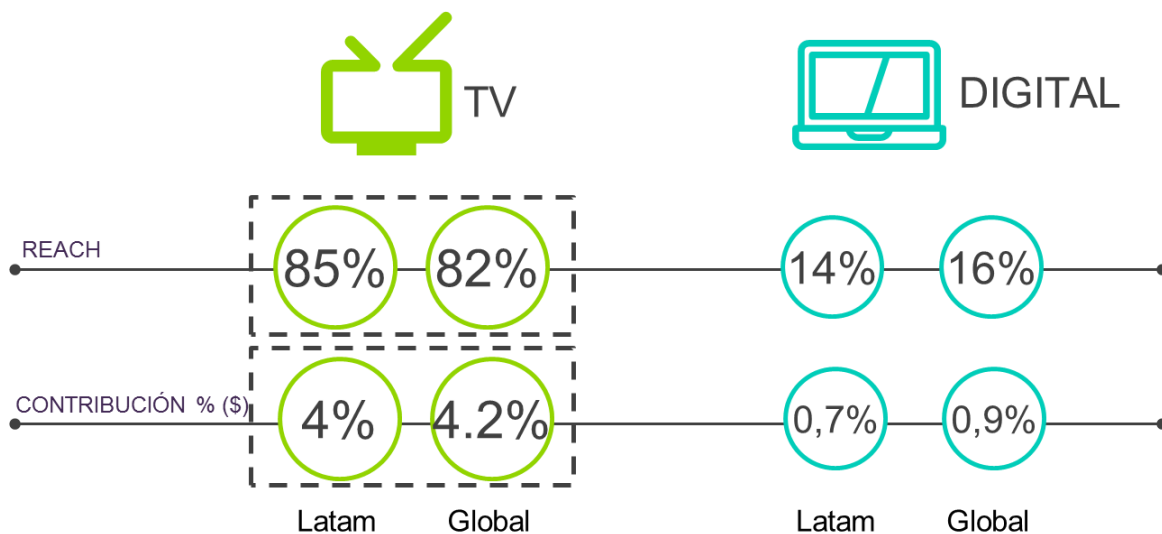 TV
DIGITAL
REACH
85%
82%
14%
16%
CONTRIBUCIÓN % ($)
4%
4.2%
0,7%
0,9%
Latam
Global
Latam
Global